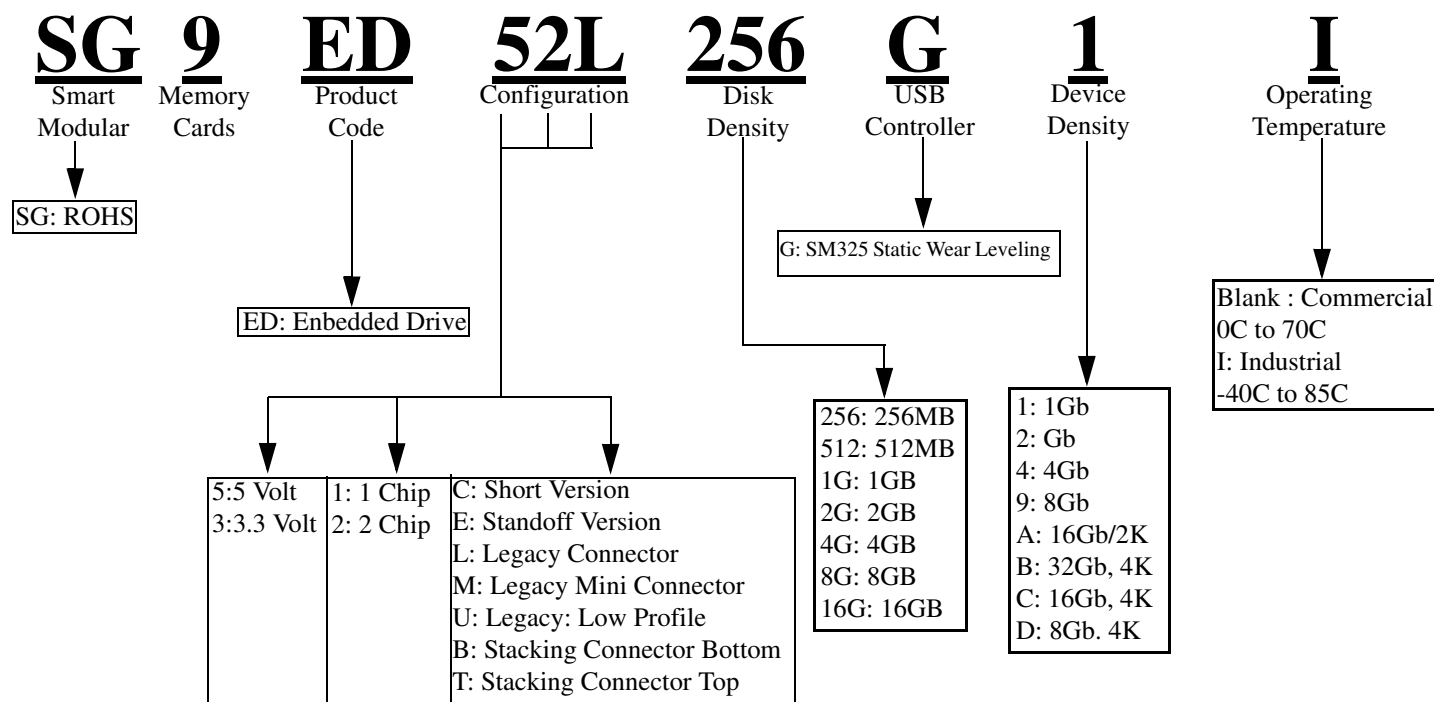 SG 9 ED 52L 256 G 1 I
Smart Modular
Memory Cards
Product Code
Configuration
Disk Density
USB Controller
Device Density
Operating Temperature
SG: ROHS
G: SM325 Static Wear Leveling
ED: Enbedded Drive
Blank : Commercial
0C to 70C
I: Industrial
-40C to 85C
5:5 Volt
3:3.3 Volt
1: 1 Chip
2: 2 Chip
C: Short Version
E: Standoff Version
L: Legacy Connector
M: Legacy Mini Connector
U: Legacy: Low Profile
B: Stacking Connector Bottom
T: Stacking Connector Top
256: 256MB
512: 512MB
1G: 1GB
2G: 2GB
4G: 4GB
8G: 8GB
16G: 16GB
1: 1Gb
2: Gb
4: 4Gb
9: 8Gb
A: 16Gb/2K
B: 32Gb, 4K
C: 16Gb, 4K
D: 8Gb. 4K